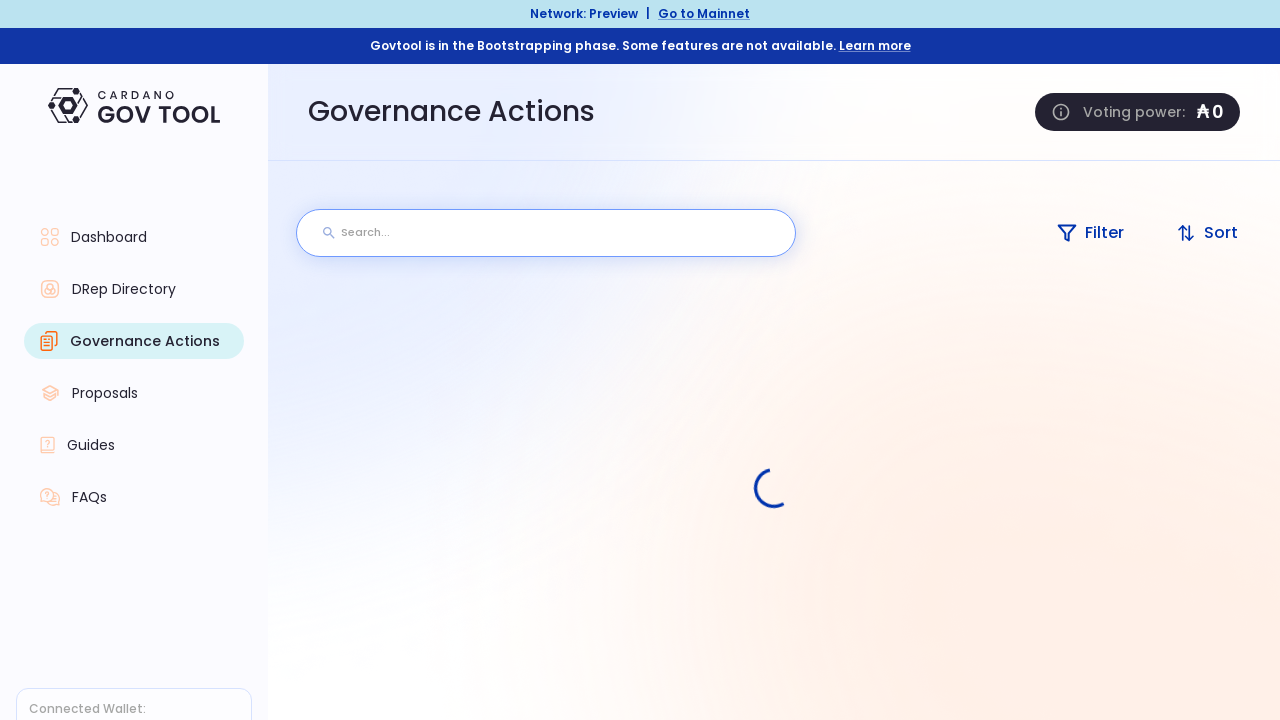 Network: Preview | Go to Mainnet
Govtool is in the Bootstrapping phase. Some features are not available. Learn more
CARDANO
GOV TOOL
Governance Actions
Voting power: ₳ 0
Search...
Filter
Sort
Dashboard
DRep Directory
Governance Actions
Proposals
Guides
FAQs
Connected Wallet: